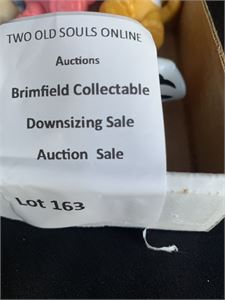 TWO OLD SOULS ONLINE
Auctions
Brimfield Collectable
Downsizing Sale
Auction Sale
Lot 163